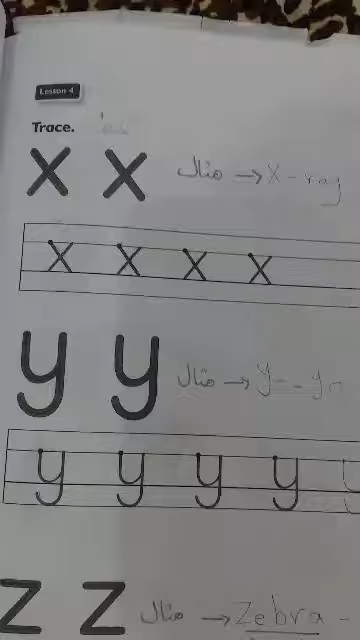 Lesson 4
Trace.
x x مثال → X-ray
x x x x
y y مثال →
y y y y y
z z مثال → Zebra -